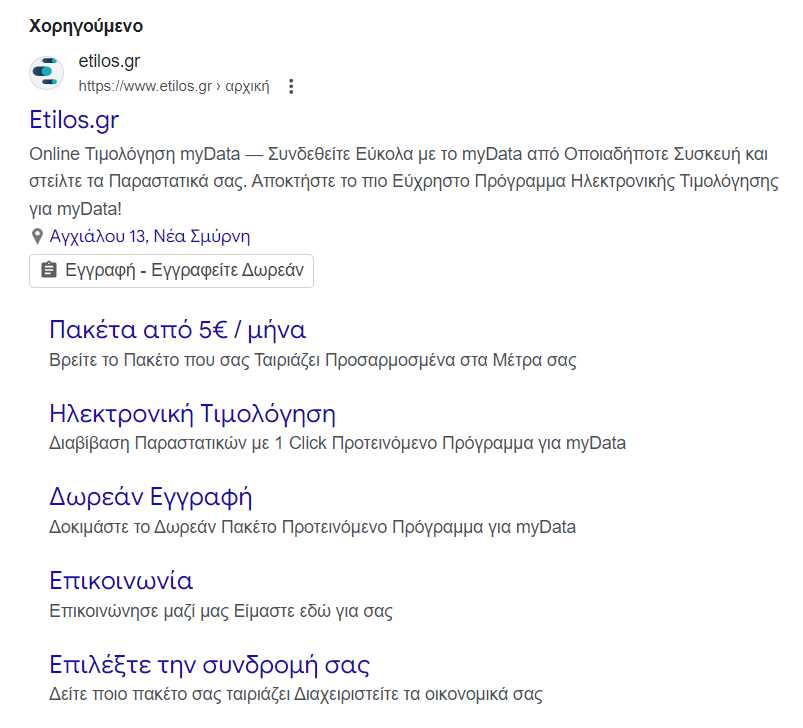 Χορηγούμενο
etilos.gr
https://www.etilos.gr › αρχική
Etilos.gr
Online Τιμολόγηση myData — Συνδεθείτε Εύκολα με το myData από Οποιαδήποτε Συσκευή και
στείλτε τα Παραστατικά σας. Αποκτήστε το πιο Εύχρηστο Πρόγραμμα Ηλεκτρονικής Τιμολόγησης
για myData!
Αγχιάλου 13, Νέα Σμύρνη
Εγγραφή - Εγγραφείτε Δωρεάν
Πακέτα από 5€ / μήνα
Βρείτε το Πακέτο που σας Ταιριάζει Προσαρμοσμένα στα Μέτρα σας
Ηλεκτρονική Τιμολόγηση
Διαβίβαση Παραστατικών με 1 Click Προτεινόμενο Πρόγραμμα για myData
Δωρεάν Εγγραφή
Δοκιμάστε το Δωρεάν Πακέτο Προτεινόμενο Πρόγραμμα για myData
Επικοινωνία
Επικοινώνησε μαζί μας Είμαστε εδώ για σας
Επιλέξτε την συνδρομή σας
Δείτε ποιο πακέτο σας ταιριάζει Διαχειριστείτε τα οικονομικά σας